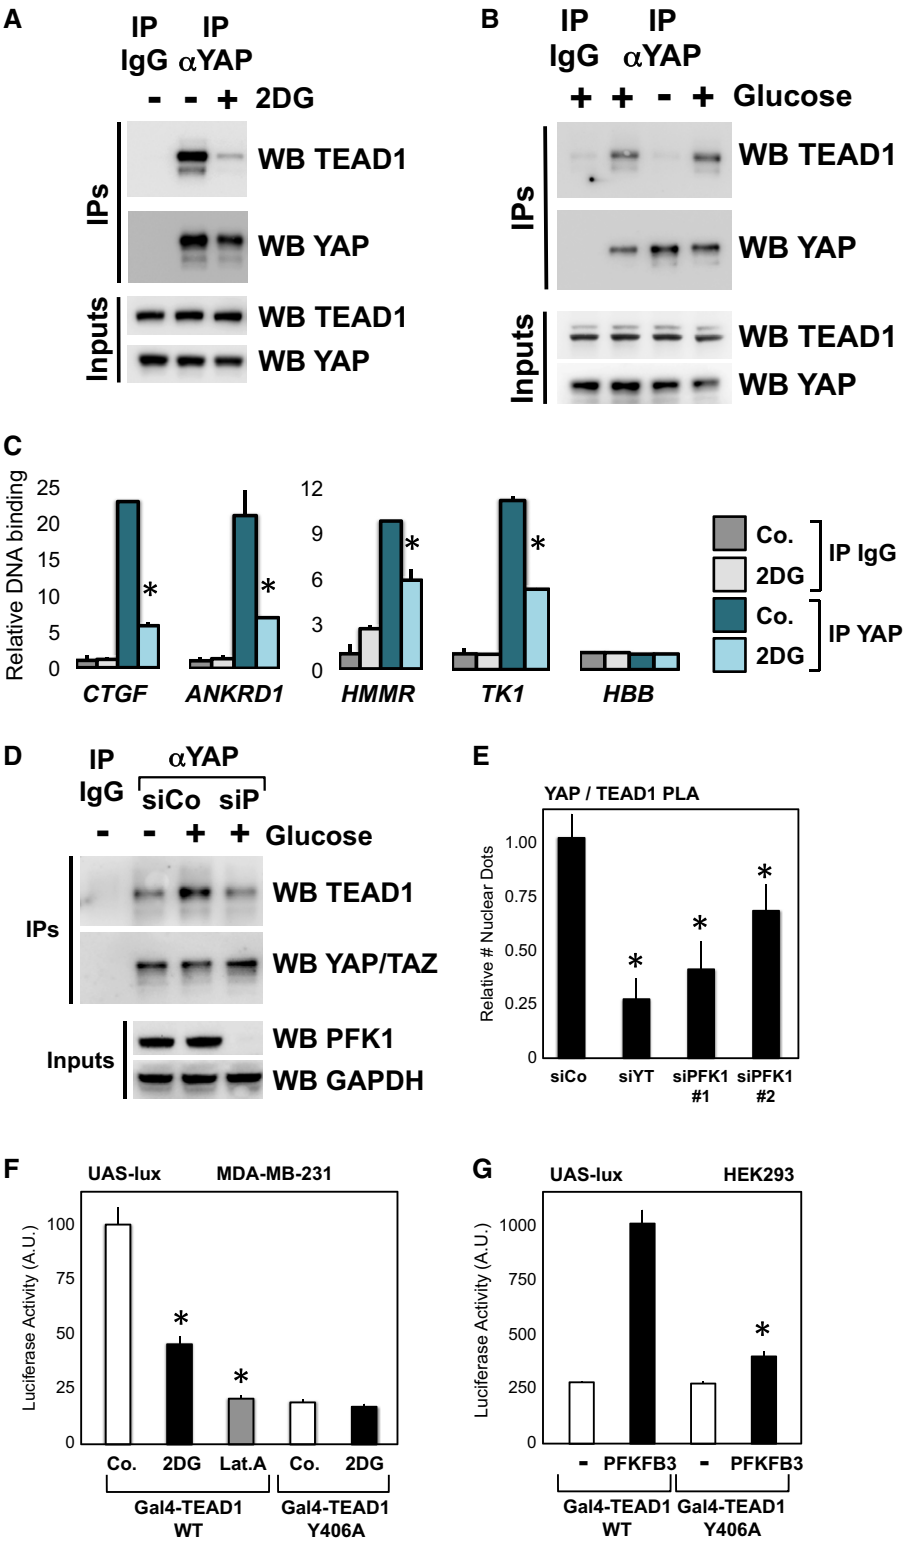 A
IP IP
IgG αYAP
- - + 2DG
IPs
WB TEAD1
WB YAP
Inputs
WB TEAD1
WB YAP
B
IP IP
IgG αYAP
+ + - + Glucose
IPs
WB TEAD1
WB YAP
Inputs
WB TEAD1
WB YAP
C
Relative DNA binding
25
20
15
10
5
0
* *
CTGF ANKRD1
12
9
6
3
0
* *
HMMR TK1 HBB
Co.
2DG
IP IgG
Co.
2DG
IP YAP
D
IP αYAP
IgG siCo siP
- - + + Glucose
IPs
WB TEAD1
WB YAP/TAZ
Inputs
WB PFK1
WB GAPDH
E
YAP / TEAD1 PLA
Relative # Nuclear Dots
1.00
0.75
0.50
0.25
0
* * *
siCo siYT siPFK1 siPFK1
#1 #2
F
UAS-lux MDA-MB-231
Luciferase Activity (A.U.)
100
75
50
25
0
* *
Co. 2DG Lat.A Co. 2DG
Gal4-TEAD1 Gal4-TEAD1
WT Y406A
G
UAS-lux HEK293
Luciferase Activity (A.U.)
1000
750
500
250
0
*
- PFKFB3 - PFKFB3
Gal4-TEAD1 Gal4-TEAD1
WT Y406A